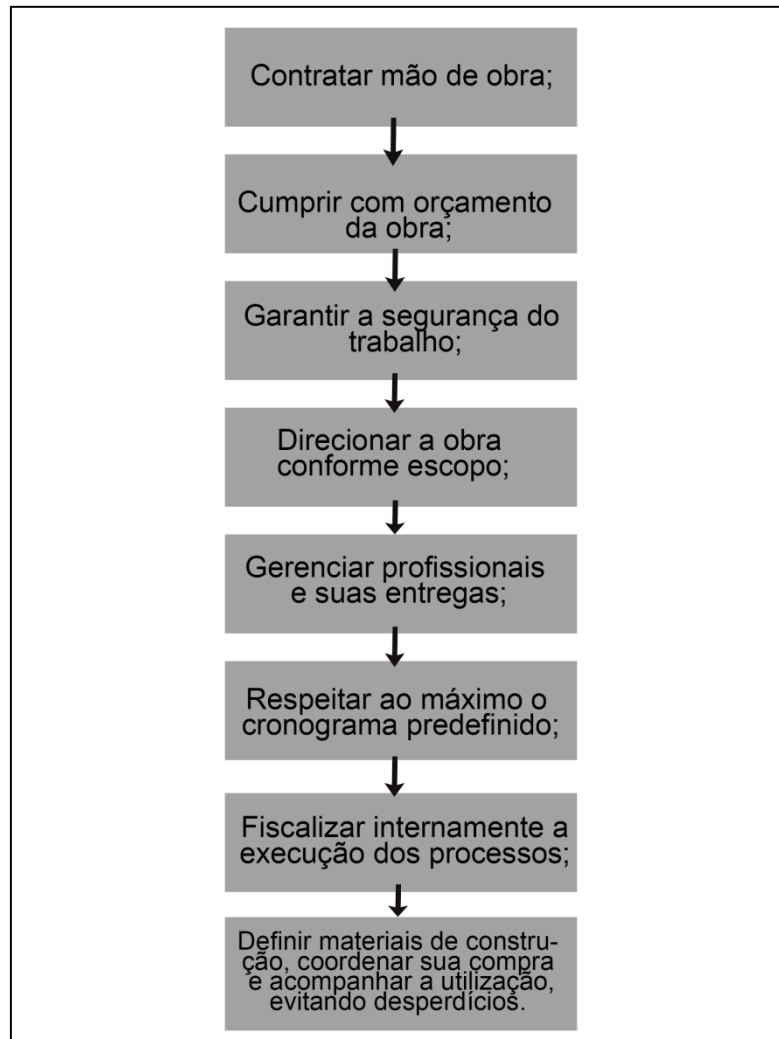 Contratar mão de obra;
Cumprir com orçamento
da obra;
Garantir a segurança do
trabalho;
Direcionar a obra
conforme escopo;
Gerenciar profissionais
e suas entregas;
Respeitar ao máximo o
cronograma predefinido;
Fiscalizar internamente a
execução dos processos;
Definir materiais de constru-
ção, coordenar sua compra
e acompanhar a utilização,
evitando desperdícios.